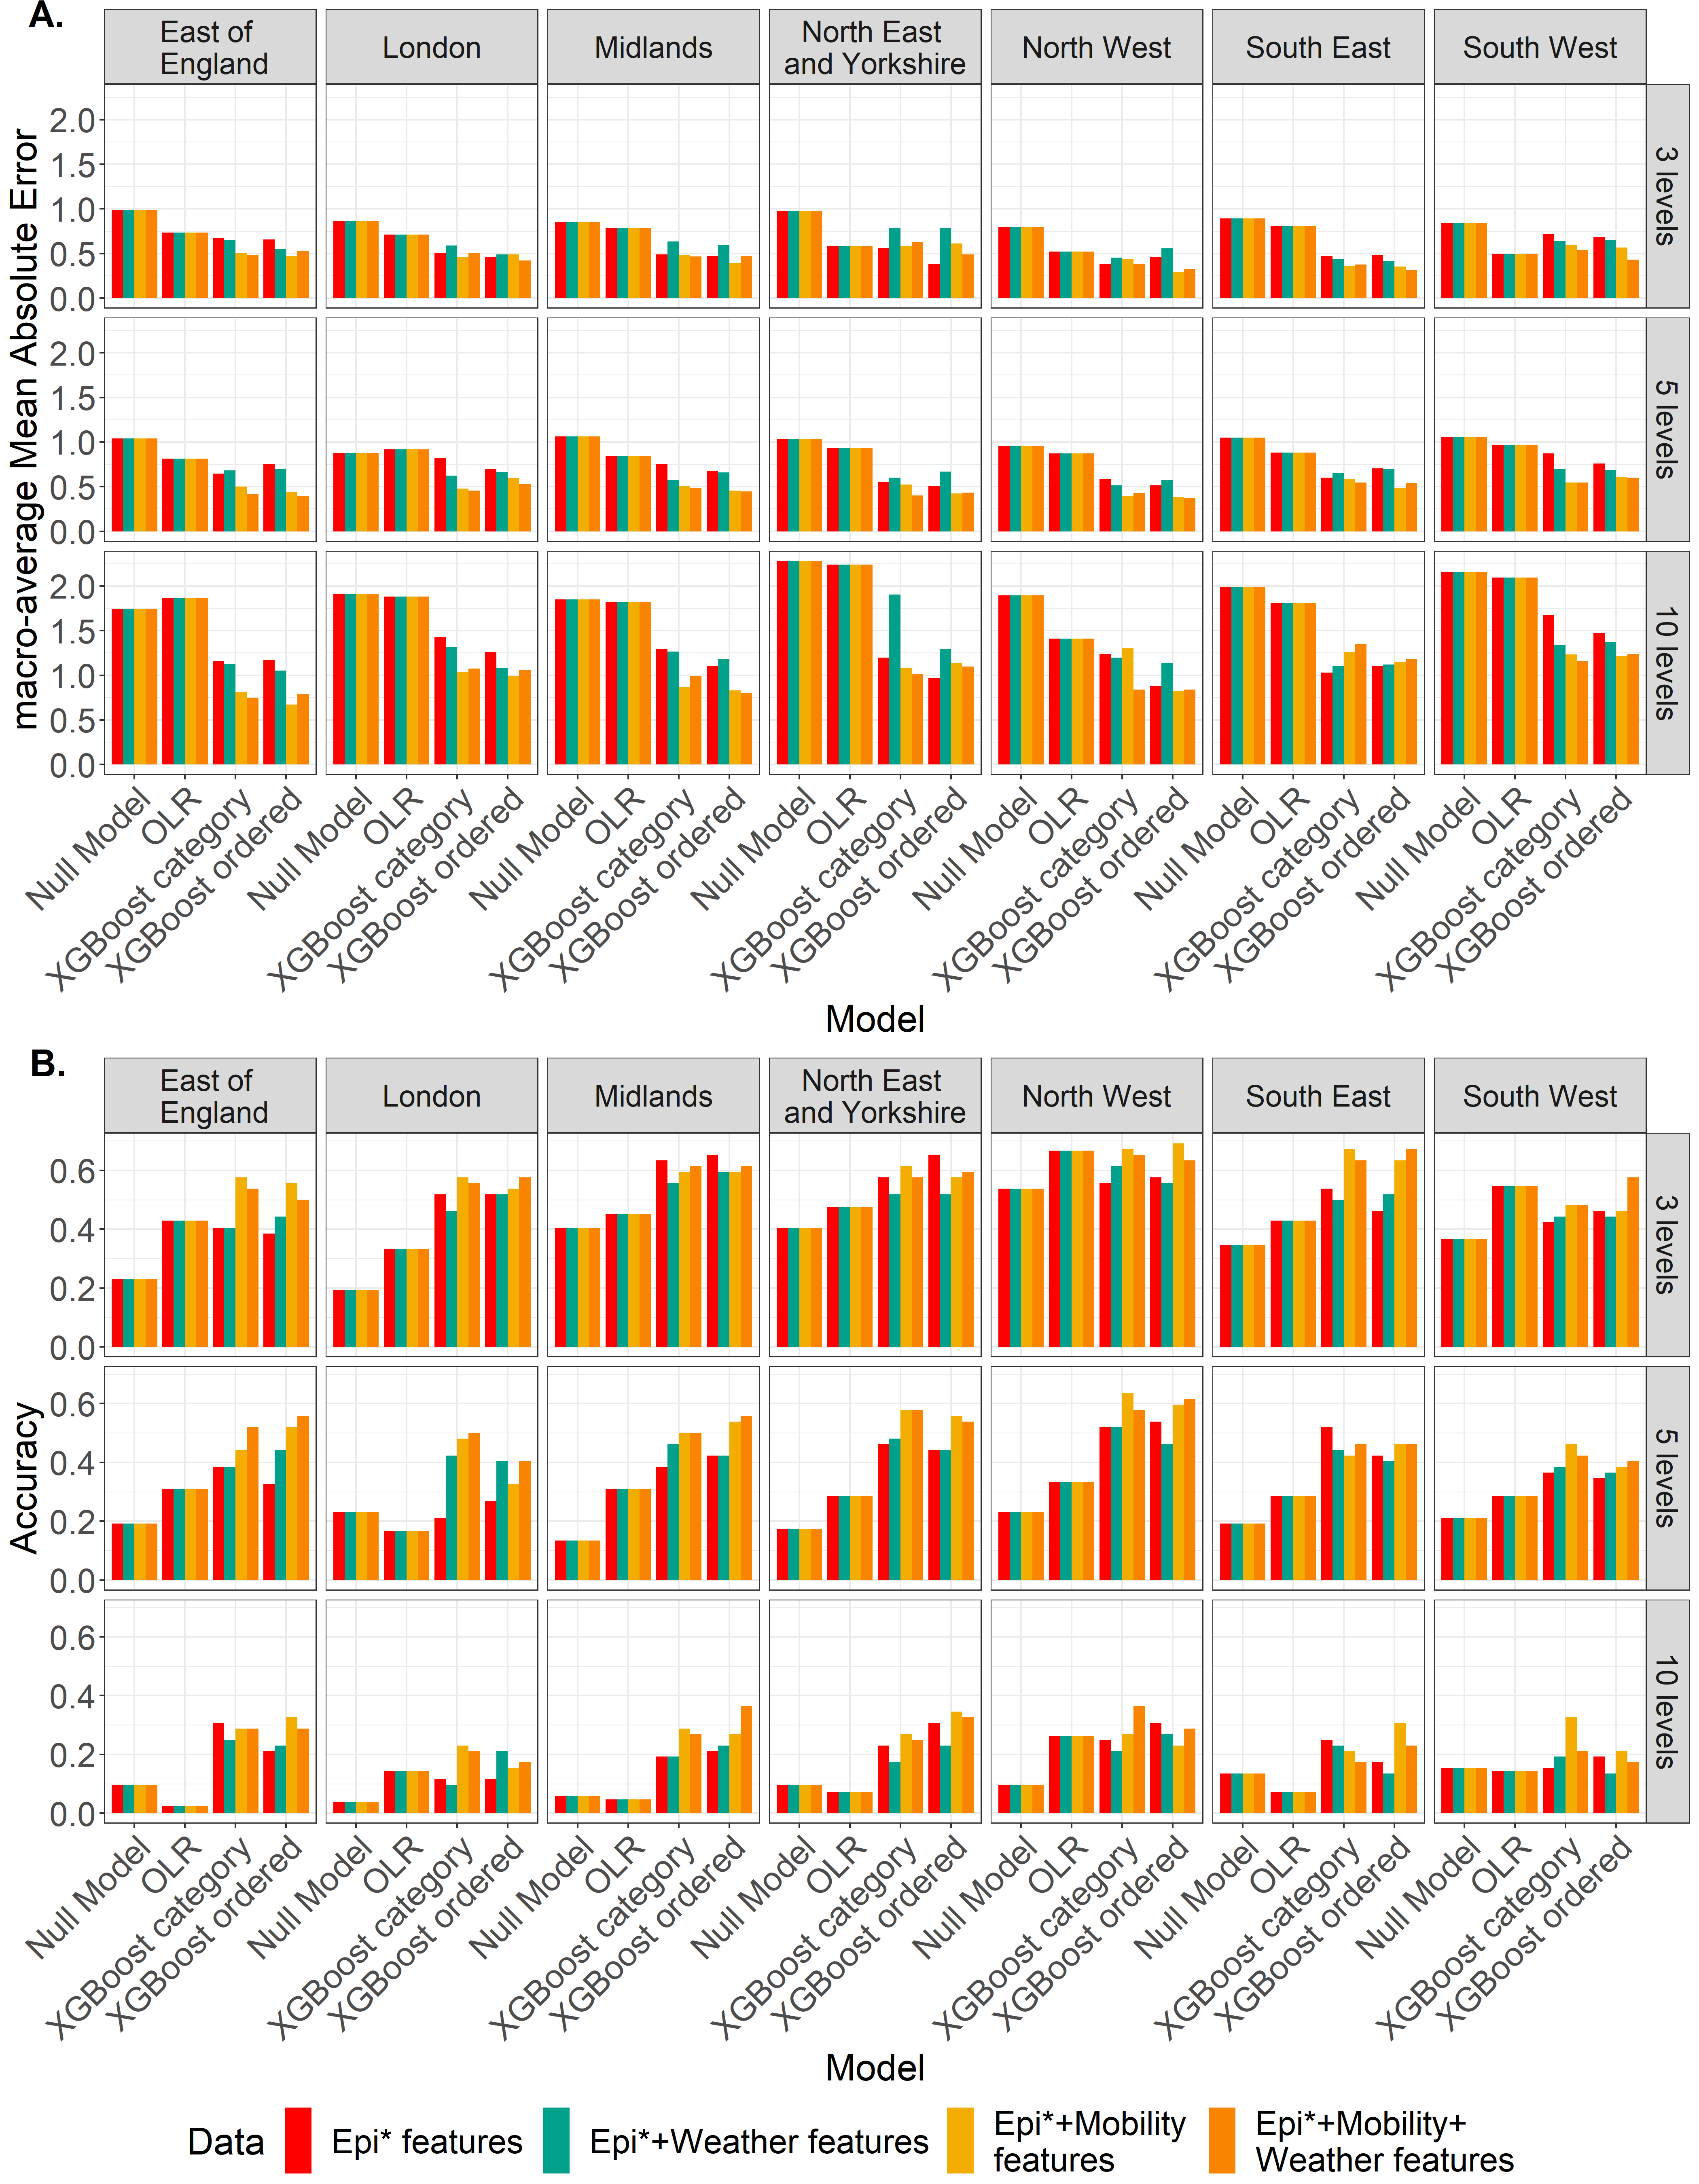 A.
East of
England
London
Midlands
North East
and Yorkshire
North West
South East
South West
macro-average Mean Absolute Error
2.0
1.5
1.0
0.5
0.0
3 levels
2.0
1.5
1.0
0.5
0.0
5 levels
2.0
1.5
1.0
0.5
0.0
10 levels
Null Model
OLR
XGBoost category
XGBoost ordered
Null Model
OLR
XGBoost category
XGBoost ordered
Null Model
OLR
XGBoost category
XGBoost ordered
Null Model
OLR
XGBoost category
XGBoost ordered
Null Model
OLR
XGBoost category
XGBoost ordered
Null Model
OLR
XGBoost category
XGBoost ordered
Null Model
OLR
XGBoost category
XGBoost ordered
Model
B.
East of
England
London
Midlands
North East
and Yorkshire
North West
South East
South West
Accuracy
0.6
0.4
0.2
0.0
3 levels
0.6
0.4
0.2
0.0
5 levels
0.6
0.4
0.2
0.0
10 levels
Null Model
OLR
XGBoost category
XGBoost ordered
Null Model
OLR
XGBoost category
XGBoost ordered
Null Model
OLR
XGBoost category
XGBoost ordered
Null Model
OLR
XGBoost category
XGBoost ordered
Null Model
OLR
XGBoost category
XGBoost ordered
Null Model
OLR
XGBoost category
XGBoost ordered
Null Model
OLR
XGBoost category
XGBoost ordered
Model
Data
Epi* features
Epi*+Weather features
Epi*+Mobility
features
Epi*+Mobility+
Weather features